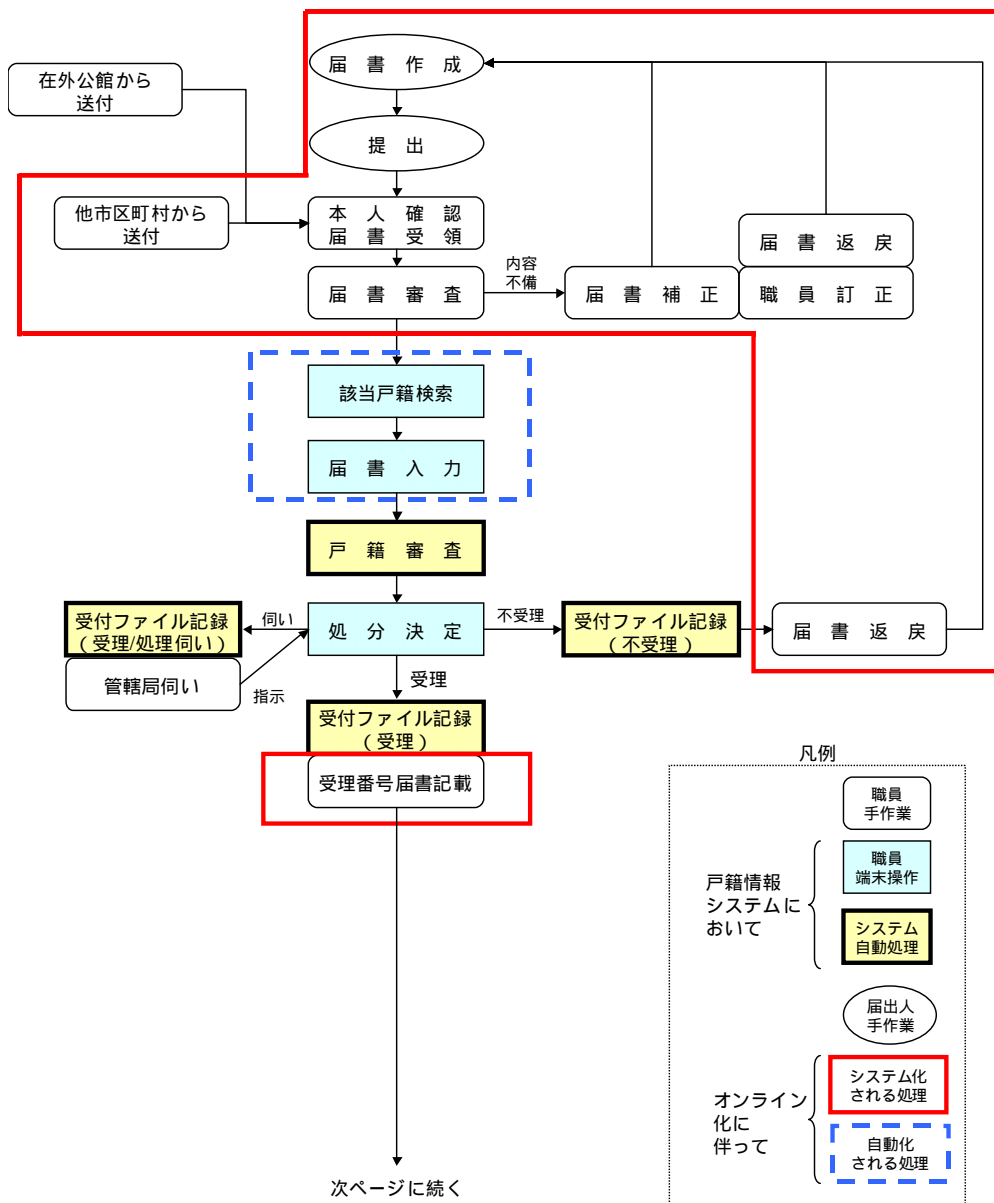 届 書 作 成
在外公館から
送付
提 出
他市区町村から
送付
本 人 確 認
届 書 受 領
届 書 返 戻
届 書 審 査
内容
不備
届 書 補 正
職 員 訂 正
該当戸籍検索
届 書 入 力
戸 籍 審 査
受付ファイル記録
（受理/処理伺い）
伺い
処 分 決 定
不受理
受付ファイル記録
（不受理）
届 書 返 戻
管轄局伺い
指示
受理
受付ファイル記録
（受理）
受理番号届書記載
凡例
職員
手作業
戸籍情報
システムに
おいて
職員
端末操作
システム
自動処理
届出人
手作業
オンライン
化に
伴って
システム化
される処理
自動化
される処理
次ページに続く